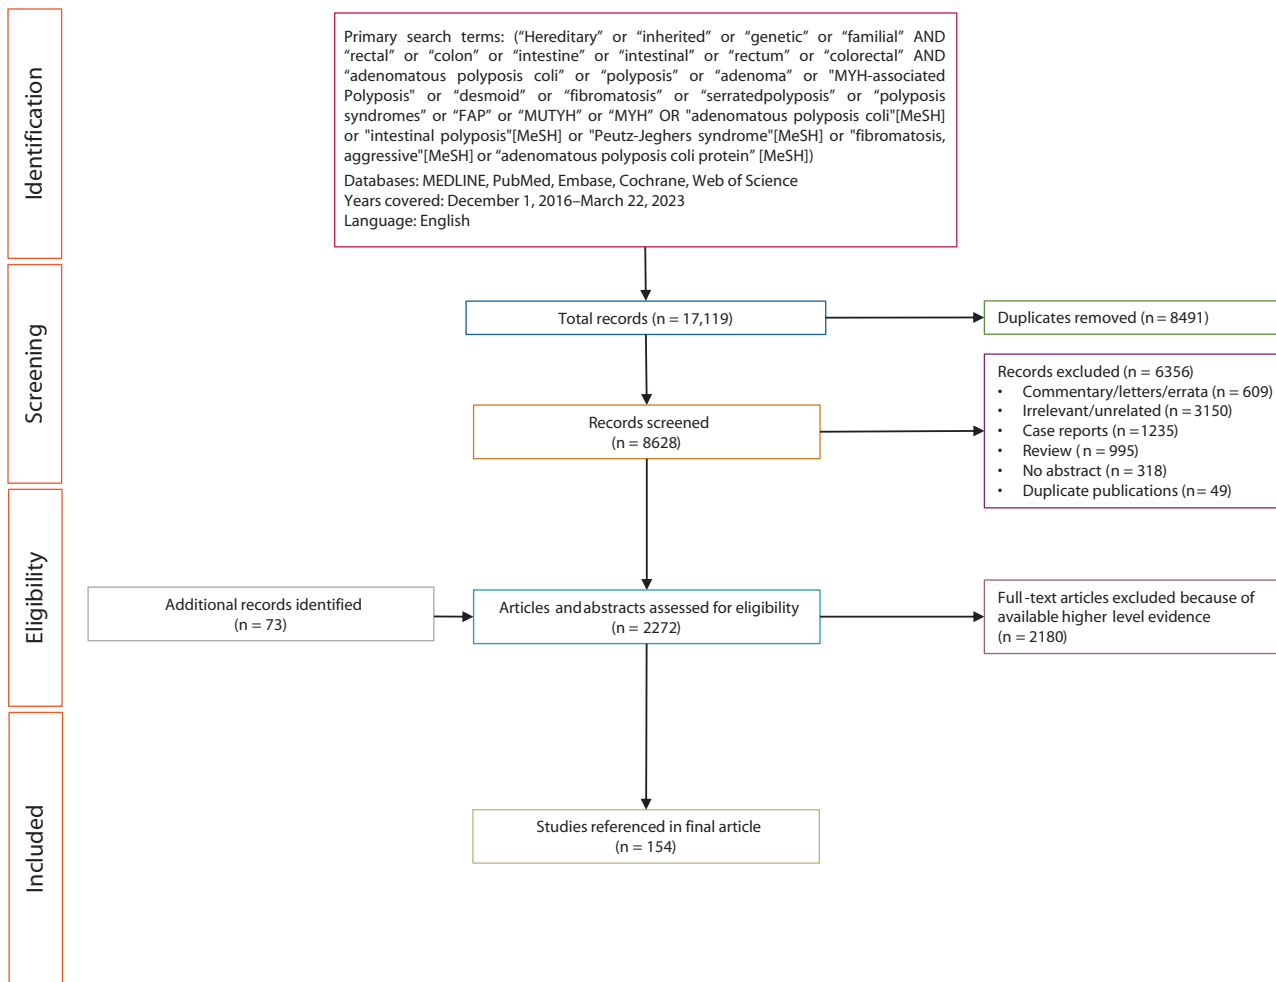 Identification
Primary search terms: (“Hereditary” or “inherited” or “genetic” or “familial” AND
“rectal” or “colon” or “intestine” or “intestinal” or “rectum” or “colorectal” AND
“adenomatous polyposis coli” or “polyposis” or “adenoma” or "MYH-associated
Polyposis" or “desmoid” or “fibromatosis” or “serratedpolyposis” or “polyposis
syndromes” or “FAP” or “MUTYH” or “MYH” OR "adenomatous polyposis coli"[MeSH]
or "intestinal polyposis"[MeSH] or "Peutz-Jeghers syndrome"[MeSH] or "fibromatosis,
aggressive"[MeSH] or “adenomatous polyposis coli protein” [MeSH])
Databases: MEDLINE, PubMed, Embase, Cochrane, Web of Science
Years covered: December 1, 2016–March 22, 2023
Language: English
Screening
Total records (n = 17,119)
Duplicates removed (n = 8491)
Records screened
(n = 8628)
Records excluded (n = 6356)
• Commentary/letters/errata (n = 609)
• Irrelevant/unrelated (n = 3150)
• Case reports (n =1235)
• Review ( n = 995)
• No abstract (n = 318)
• Duplicate publications (n = 49)
Eligibility
Additional records identified
(n = 73)
Articles and abstracts assessed for eligibility
(n = 2272)
Full-text articles excluded because of
available higher level evidence
(n = 2180)
Included
Studies referenced in final article
(n = 154)